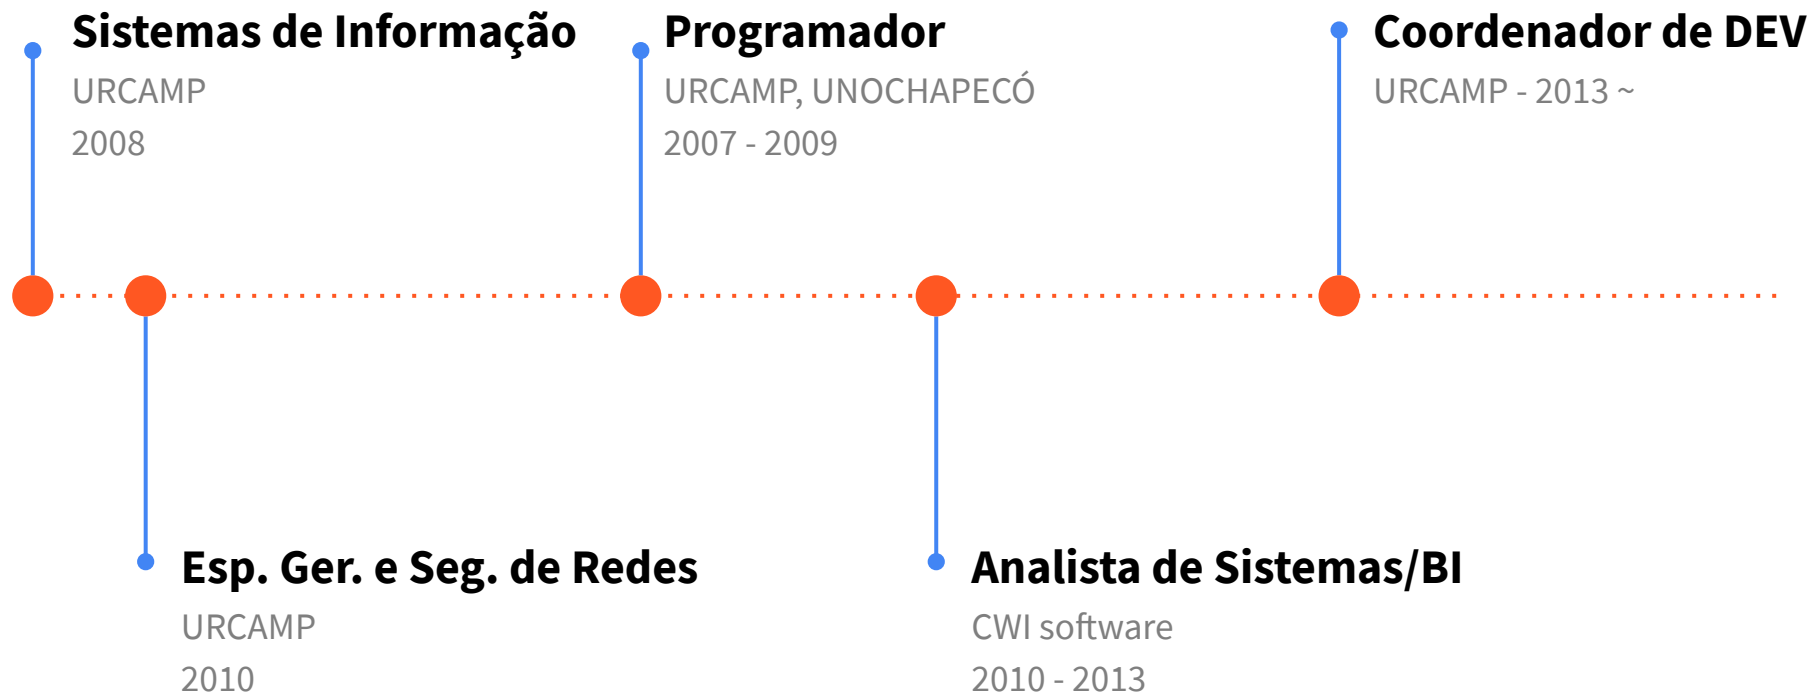 Sistemas de Informação
URCAMP
2008
Programador
URCAMP, UNOCHAPECÓ
2007 - 2009
Coordenador de DEV
URCAMP - 2013 ~
Esp. Ger. e Seg. de Redes
URCAMP
2010
Analista de Sistemas/BI
CWI software
2010 - 2013